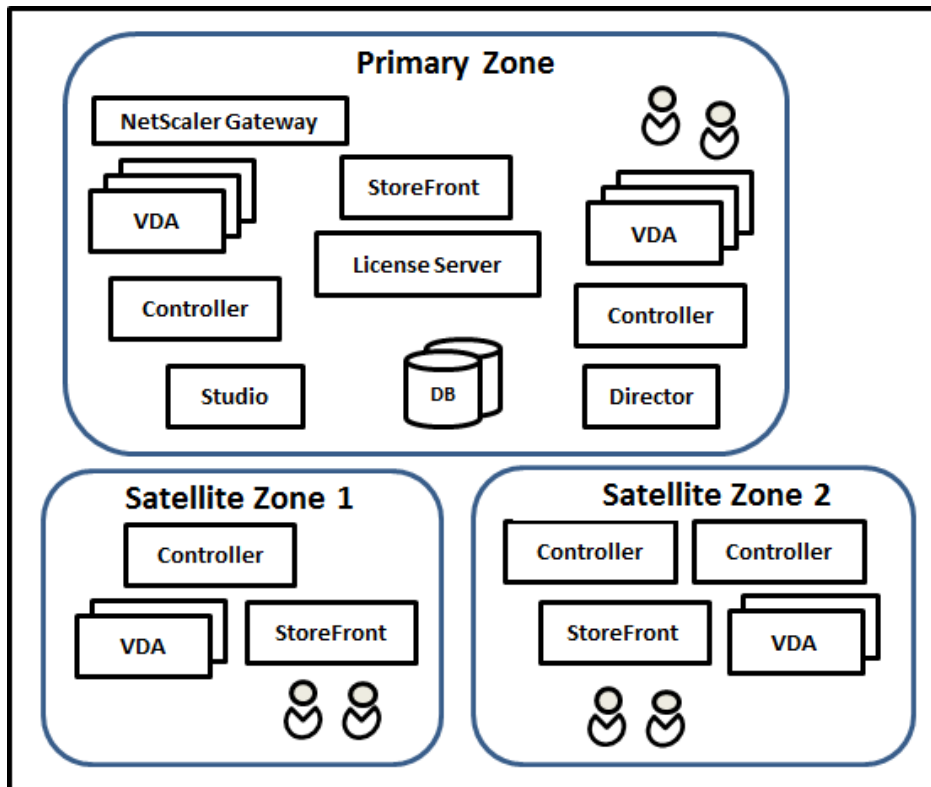 Primary Zone
NetScaler Gateway
StoreFront
VDA
VDA
License Server
Controller
Controller
Studio
DB
Director
Satellite Zone 1
Controller
VDA
StoreFront
Satellite Zone 2
Controller
Controller
StoreFront
VDA